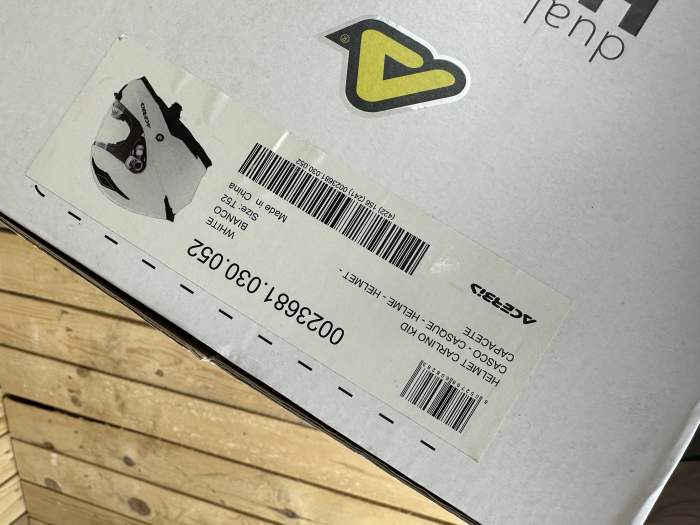 dual
ACERBIS
HELMET CARLINO KID
CASCO - CASQUE - HELME - HELMET -
CAPACETE
0023681.030.052
WHITE
BIANCO
Size: T52
Made in China
(422) 156 (241) 0023681.030.052
ACERBIS